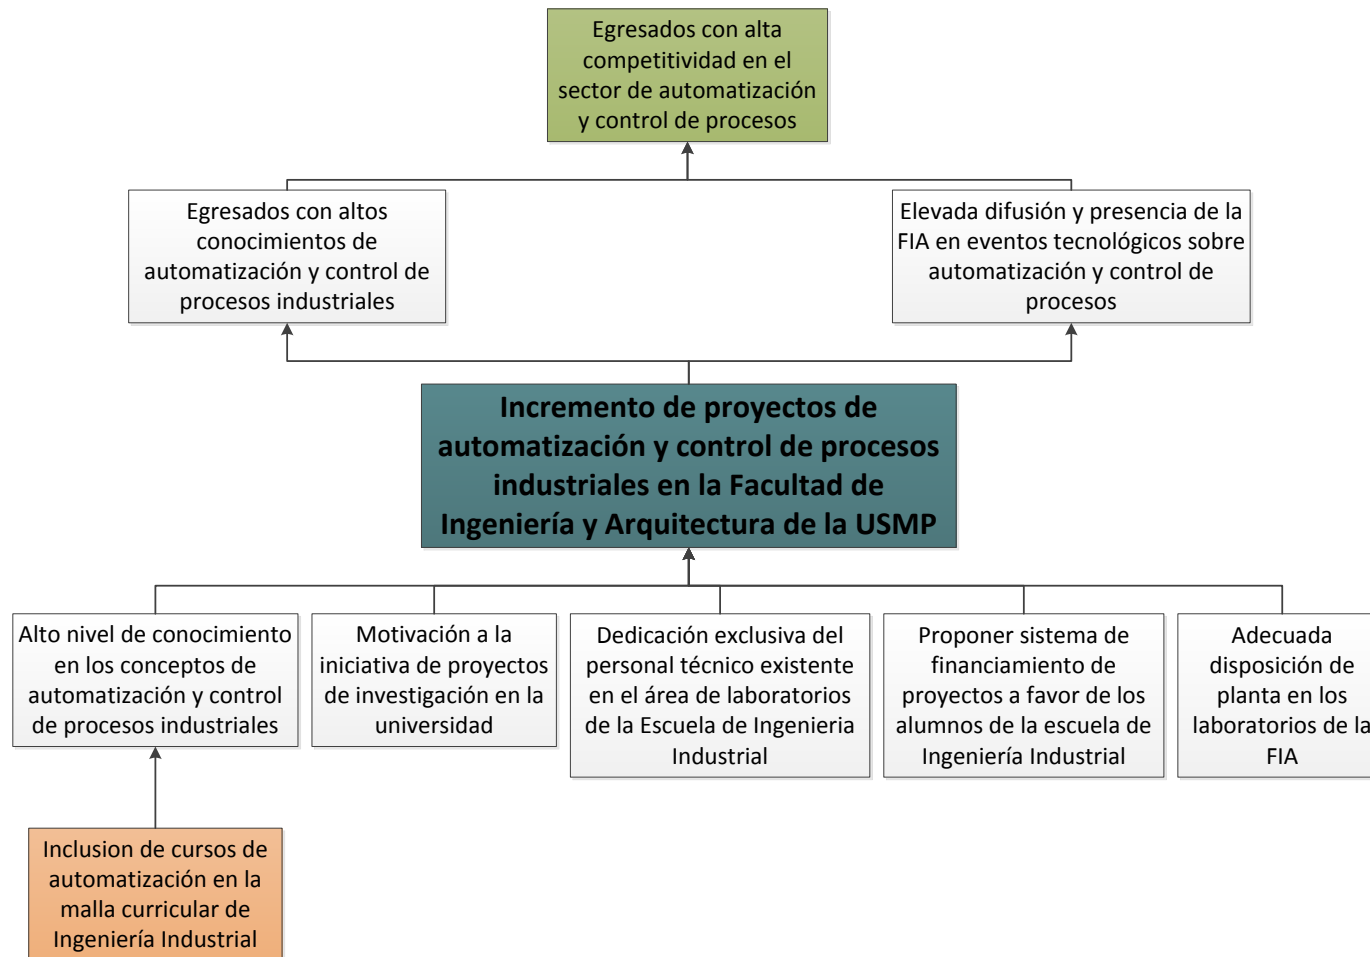 Egresados con alta
competitividad en el
sector de automatización
y control de procesos
Egresados con altos
conocimientos de
automatización y control de
procesos industriales
Elevada difusión y presencia de la
FIA en eventos tecnológicos sobre
automatización y control de
procesos
Incremento de proyectos de
automatización y control de procesos
industriales en la Facultad de
Ingeniería y Arquitectura de la USMP
Alto nivel de conocimiento
en los conceptos de
automatización y control
de procesos industriales
Motivación a la
iniciativa de proyectos
de investigación en la
universidad
Dedicación exclusiva del
personal técnico existente
en el área de laboratorios
de la Escuela de Ingenieria
Industrial
Proponer sistema de
financiamiento de
proyectos a favor de los
alumnos de la escuela de
Ingeniería Industrial
Adecuada
disposición de
planta en los
laboratorios de la
FIA
Inclusion de cursos de
automatización en la
malla curricular de
Ingeniería Industrial